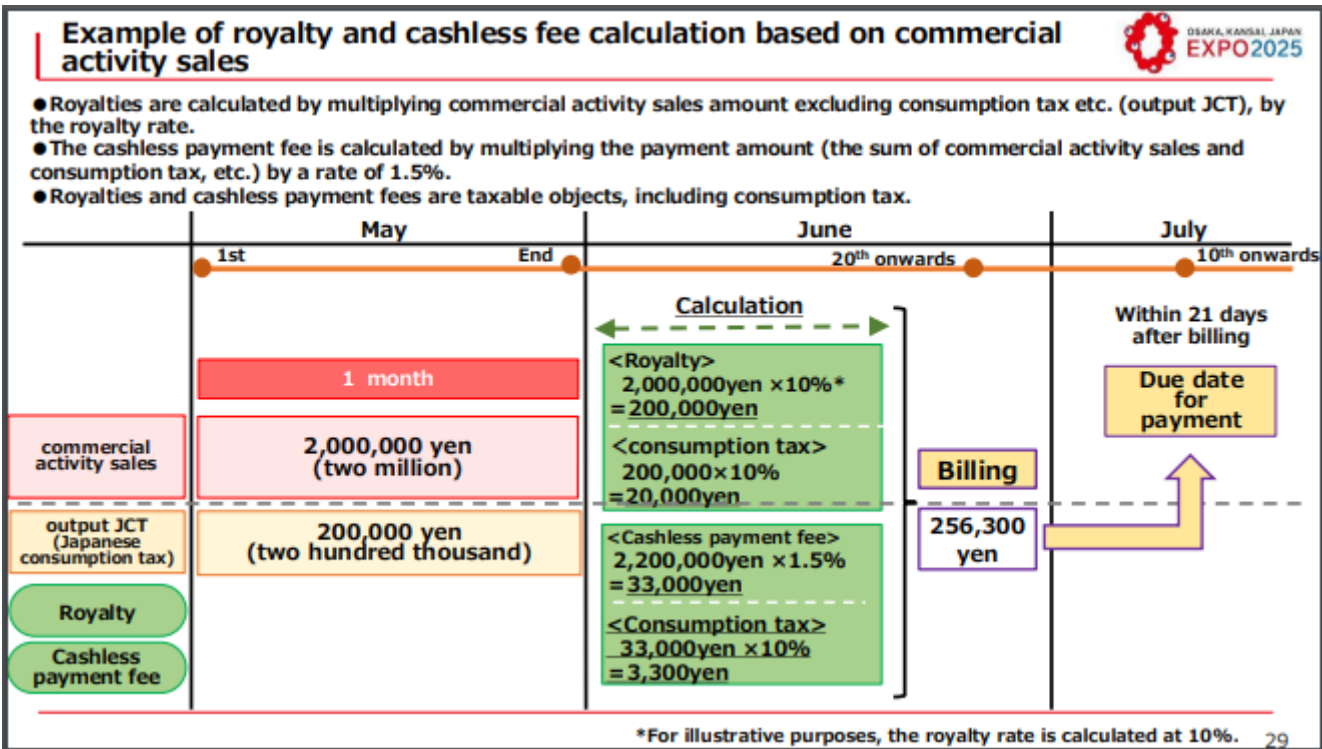 Example of royalty and cashless fee calculation based on commercial
activity sales
OSAKA, KANSAI, JAPAN
EXPO2025
●Royalties are calculated by multiplying commercial activity sales amount excluding consumption tax etc. (output JCT), by
the royalty rate.
●The cashless payment fee is calculated by multiplying the payment amount (the sum of commercial activity sales and
consumption tax, etc.) by a rate of 1.5%.
●Royalties and cashless payment fees are taxable objects, including consumption tax.
May
June
July
1st
End
20th onwards
10th onwards
Calculation
Within 21 days
after billing
1 month
<Royalty>
2,000,000yen ×10%*
=200,000yen
Due date
for
payment
commercial
activity sales
2,000,000 yen
(two million)
<consumption tax>
200,000×10%
=20,000yen
Billing
output JCT
(Japanese
consumption tax)
200,000 yen
(two hundred thousand)
<Cashless payment fee>
2,200,000yen ×1.5%
=33,000yen
256,300
yen
Royalty
<Consumption tax>
33,000yen ×10%
=3,300yen
Cashless
payment fee
*For illustrative purposes, the royalty rate is calculated at 10%.
29